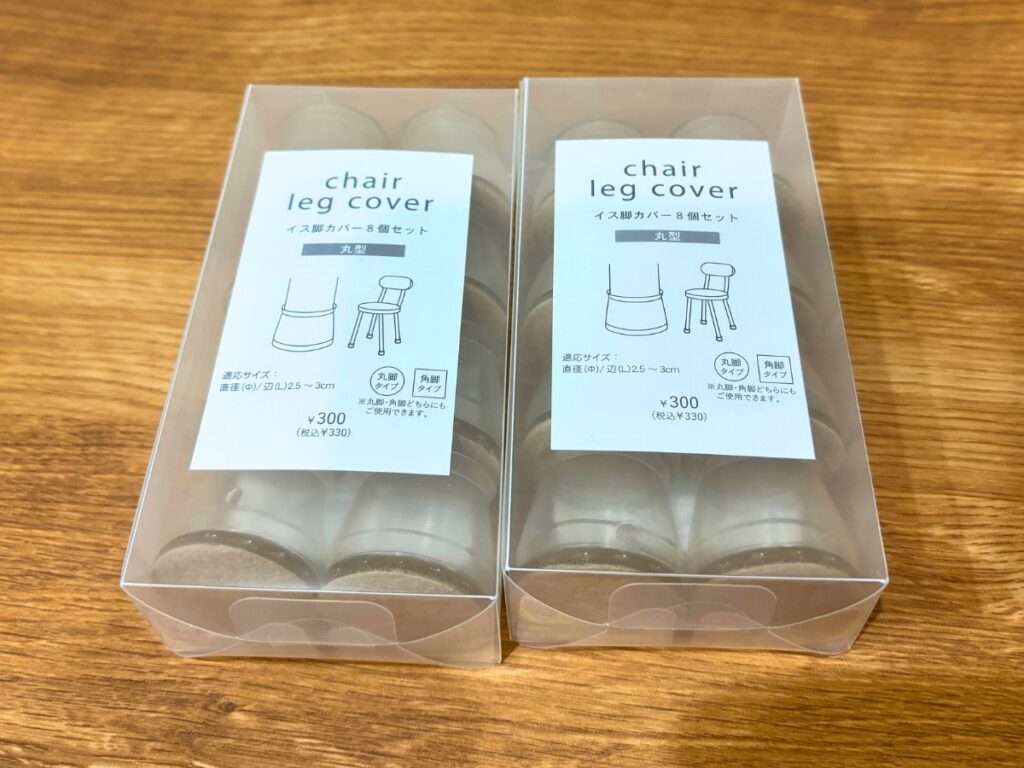 chair
leg cover
イス脚カバー8個セット
丸型
適応サイズ：
直径(Φ)/辺(L)2.5～3cm
丸脚
タイプ
角脚
タイプ
※丸脚・角脚どちらにも
ご使用できます。
¥300
(税込¥330)
chair
leg cover
イス脚カバー8個セット
丸型
適応サイズ：
直径(Φ)/辺(L)2.5～3cm
丸脚
タイプ
角脚
タイプ
※丸脚・角脚どちらにも
ご使用できます。
¥300
(税込¥330)